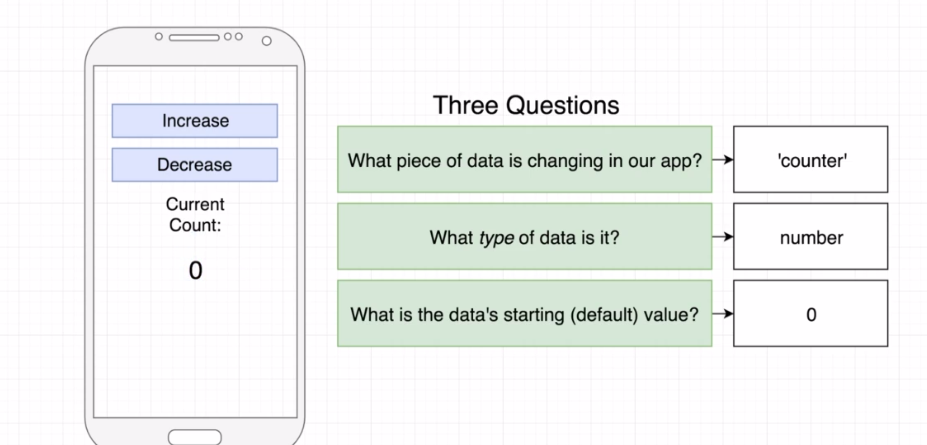 Increase
Decrease
Current
Count:
0
Three Questions
What piece of data is changing in our app?
'counter'
What type of data is it?
number
What is the data's starting (default) value?
0